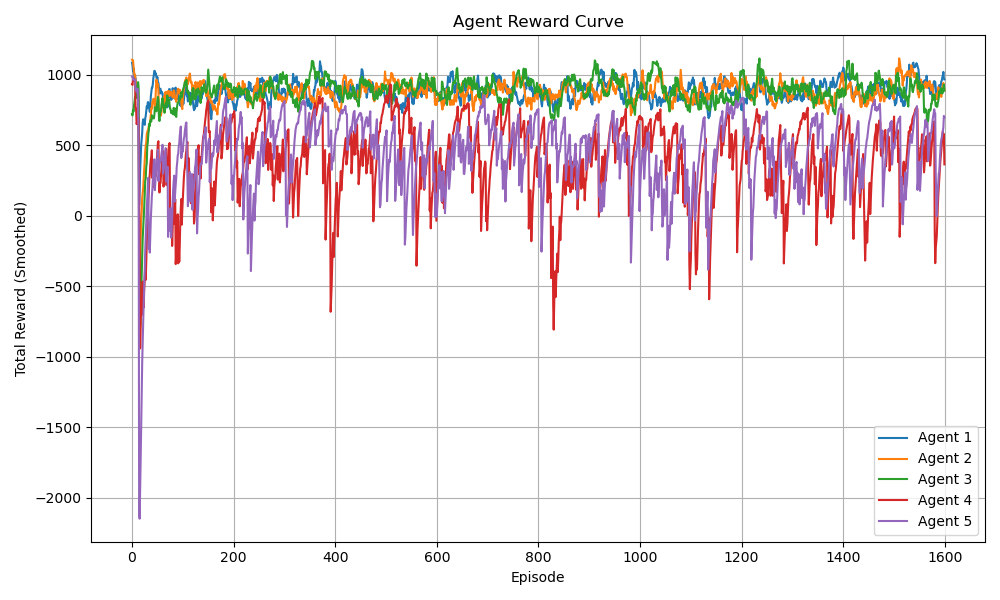 Agent Reward Curve
Total Reward (Smoothed)
1000
500
0
−500
−1000
−1500
−2000
0 200 400 600 800 1000 1200 1400 1600
Episode
Agent 1
Agent 2
Agent 3
Agent 4
Agent 5